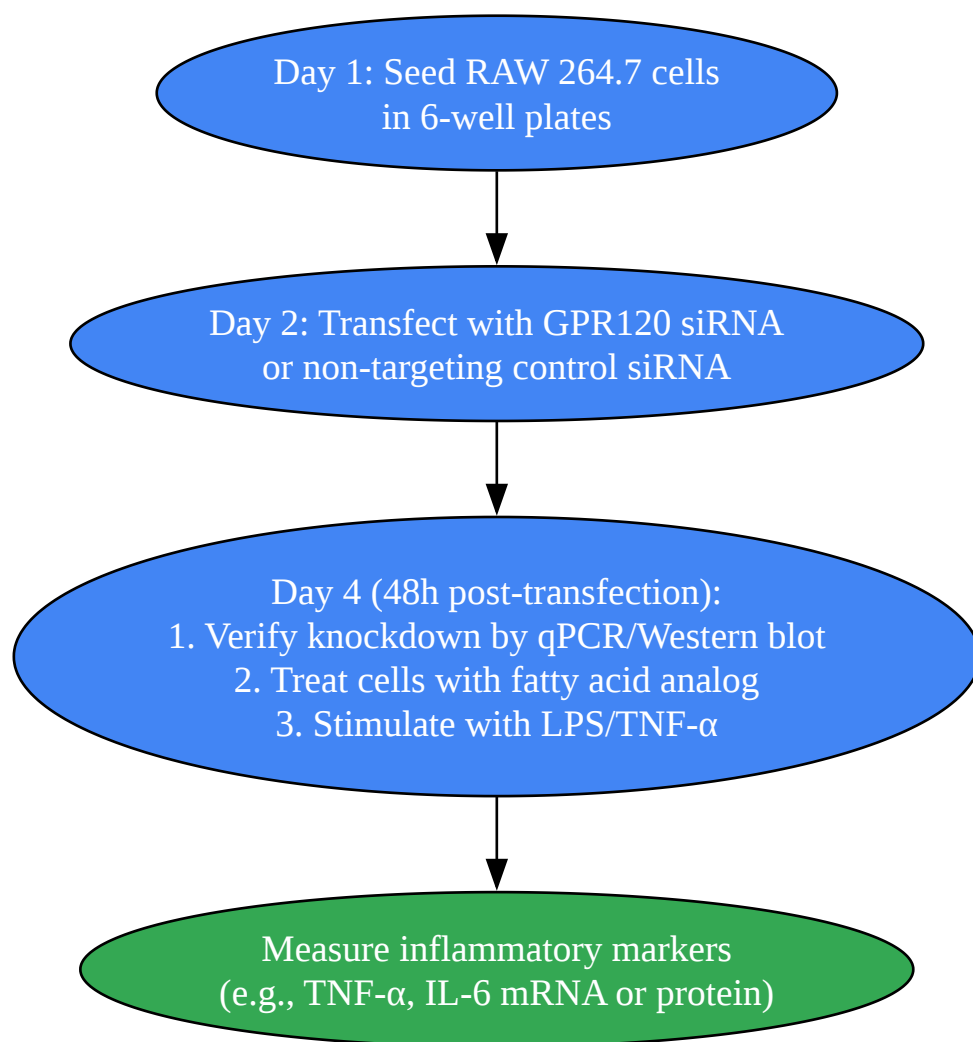 Day 1: Seed RAW 264.7 cells
in 6-well plates
Day 2: Transfect with GPR120 siRNA
or non-targeting control siRNA
Day 4 (48h post-transfection):
1. Verify knockdown by qPCR/Western blot
2. Treat cells with fatty acid analog
3. Stimulate with LPS/TNF-α
Measure inflammatory markers
(e.g., TNF-α, IL-6 mRNA or protein)